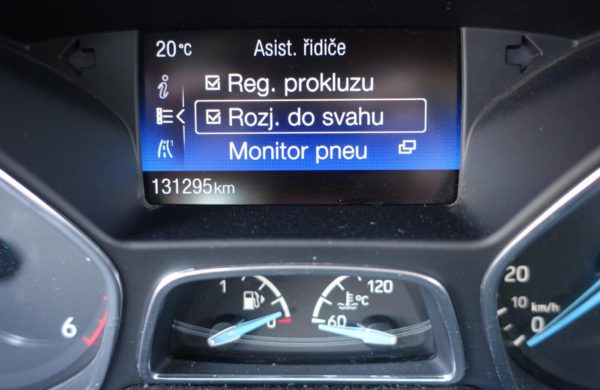 20°C Asist. řidiče
Reg. prokluzu
Rozj. do svahu
Monitor pneu
131295km
1 0
120 °C 60
6
20
10 km/h
0